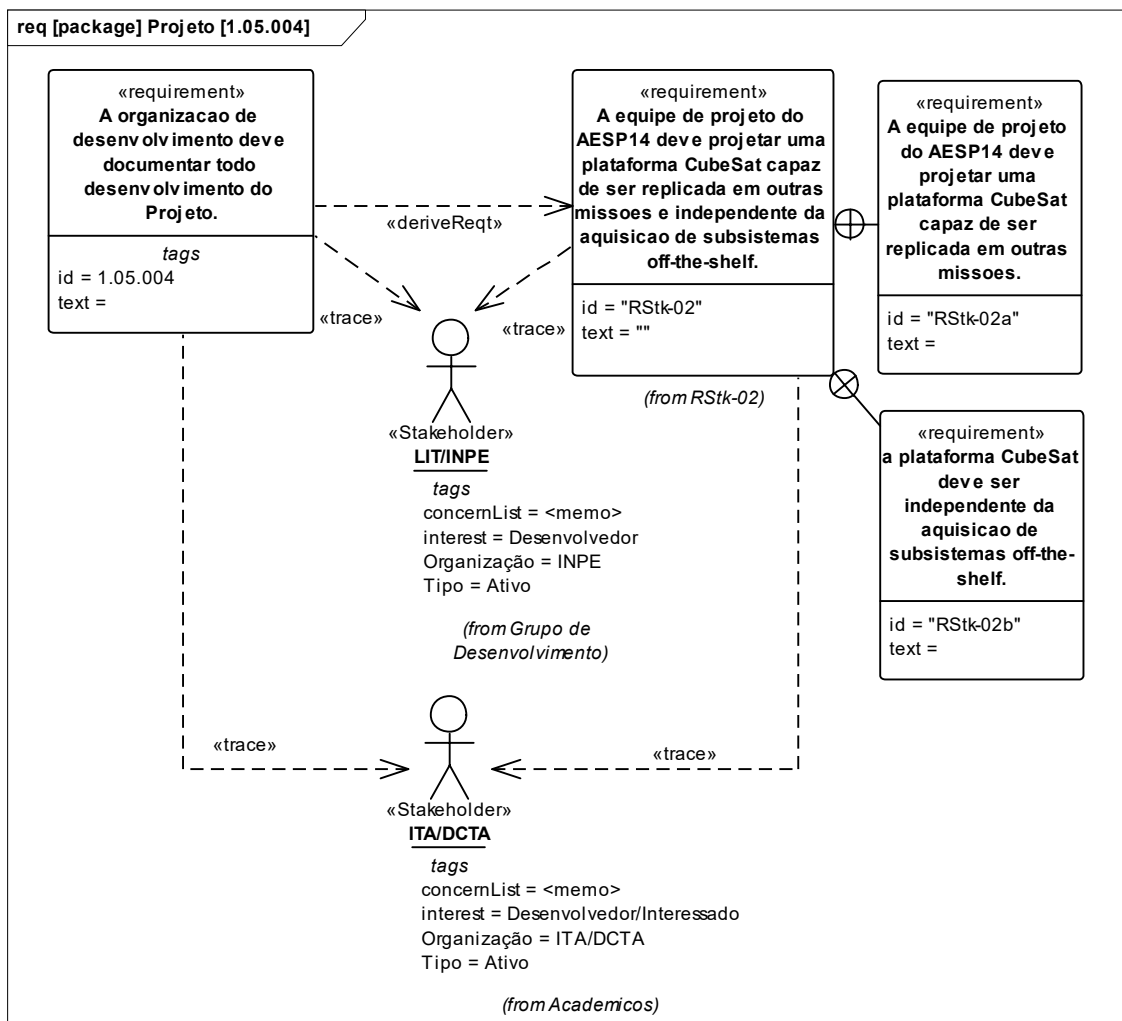 req [package] Projeto [1.05.004]
«requirement»
A organizacao de
desenvolvimento deve
documentar todo
desenvolvimento do
Projeto.
tags
id = 1.05.004
text =
«deriveReqt»
«requirement»
A equipe de projeto do
AESP14 deve projetar uma
plataforma CubeSat capaz
de ser replicada em outras
missoes e independente da
aquisicao de subsistemas
off-the-shelf.
id = "RStk-02"
text = ""
(from RStk-02)
«requirement»
A equipe de projeto
do AESP14 deve
projetar uma
plataforma CubeSat
capaz de ser
replicada em outras
missoes.
id = "RStk-02a"
text =
«requirement»
a plataforma CubeSat
deve ser
independente da
aquisicao de
subsistemas off-the-
shelf.
id = "RStk-02b"
text =
«trace»
«trace»
«Stakeholder»
LIT/INPE
tags
concernList = <memo>
interest = Desenvolvedor
Organização = INPE
Tipo = Ativo
(from Grupo de
Desenvolvimento)
«trace»
«trace»
«Stakeholder»
ITA/DCTA
tags
concernList = <memo>
interest = Desenvolvedor/Interessado
Organização = ITA/DCTA
Tipo = Ativo
(from Academicos)